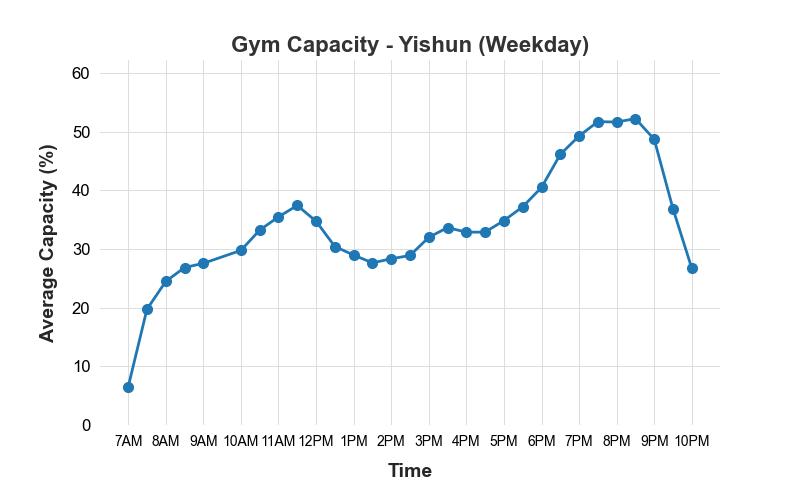 Gym Capacity - Yishun (Weekday)
60
50
40
30
20
10
0
Average Capacity (%)
7AM 8AM 9AM 10AM 11AM 12PM 1PM 2PM 3PM 4PM 5PM 6PM 7PM 8PM 9PM 10PM
Time